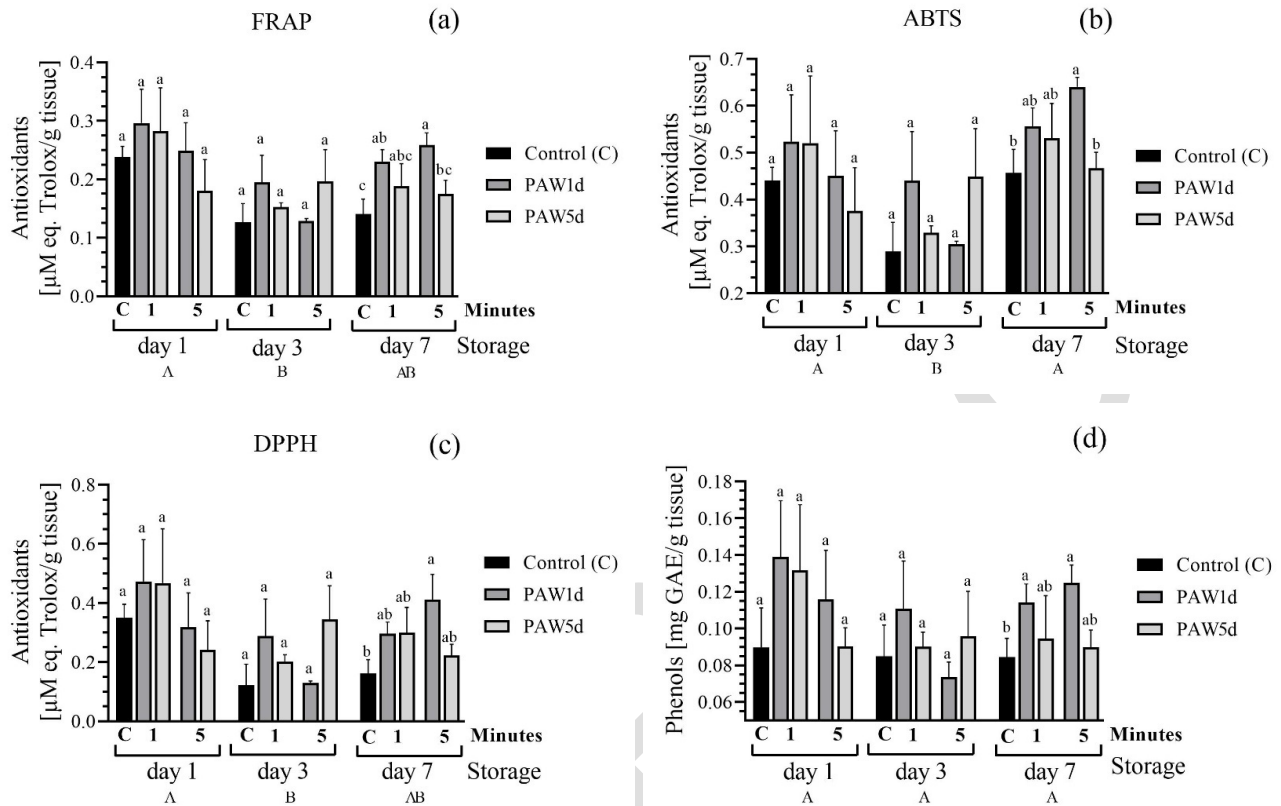 FRAP (a)
Antioxidants
[µM eq. Trolox/g tissue]
0.4
0.3
0.2
0.1
0.0
a a a a a
a a a a a
c ab abc a bc
Control (C)
PAW1d
PAW5d
C 1 5 C 1 5 C 1 5 Minutes
day 1 day 3 day 7 Storage
A B AB
ABTS (b)
Antioxidants
[µM eq. Trolox/g tissue]
0.7
0.6
0.5
0.4
0.3
0.2
a a a a a
a a a a a
b ab ab a b
Control (C)
PAW1d
PAW5d
C 1 5 C 1 5 C 1 5 Minutes
day 1 day 3 day 7 Storage
A B A
DPPH (c)
Antioxidants
[µM eq. Trolox/g tissue]
0.8
0.6
0.4
0.2
0.0
a a a a a
a a a a a
b ab ab a ab
Control (C)
PAW1d
PAW5d
C 1 5 C 1 5 C 1 5 Minutes
day 1 day 3 day 7 Storage
A B AB
(d)
Phenols [mg GAE/g tissue]
0.18
0.16
0.14
0.12
0.10
0.08
0.06
a a a a a
a a a a a
b a ab a ab
Control (C)
PAW1d
PAW5d
C 1 5 C 1 5 C 1 5 Minutes
day 1 day 3 day 7 Storage
A A A